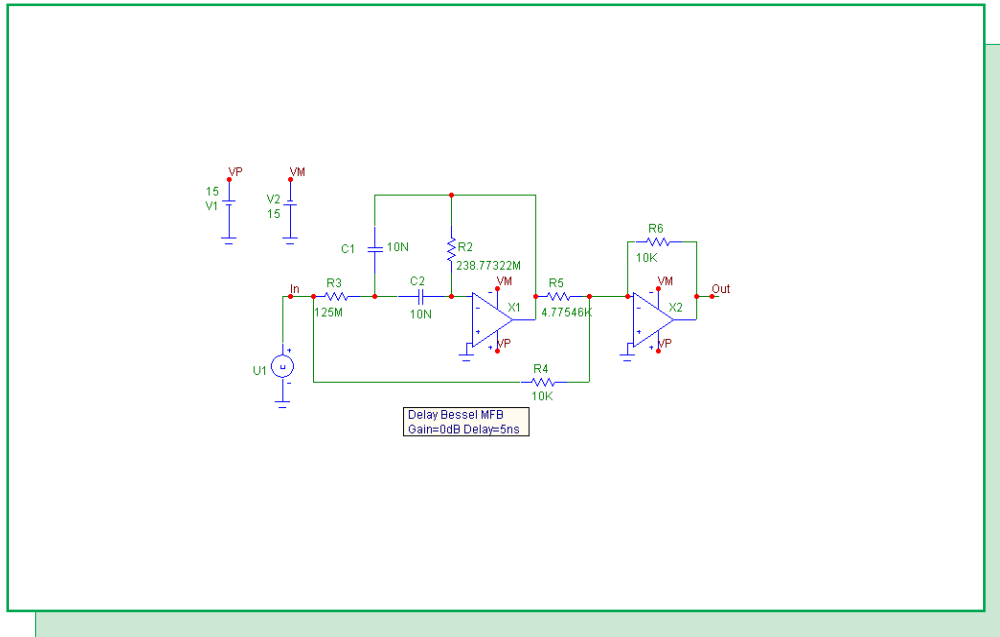 VP
VM
15
V1
V2
15
R6
10K
C1
10N
R2
238.77322M
In
R3
125M
C2
10N
VM
X1
VP
R5
4.77546K
VM
X2
VP
Out
U1
R4
10K
Delay Bessel MFB
Gain=0dB Delay=5ns